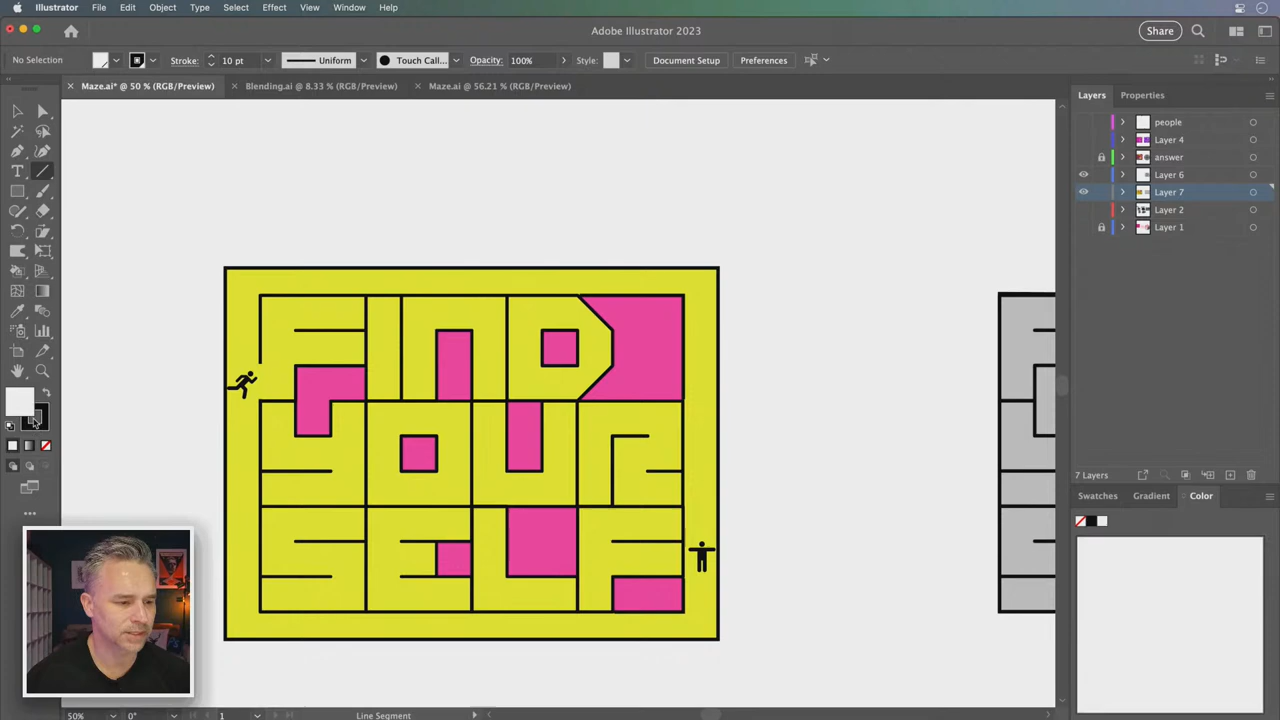 Illustrator File Edit Object Type Select Effect View Window Help
Adobe Illustrator 2023
Share
No Selection Stroke: 10 pt Uniform Touch Call... Opacity: 100% Style: Document Setup Preferences
Maze.ai* @ 50 % (RGB/Preview) Blending.ai @ 8.33 % (RGB/Preview) Maze.ai @ 56.21 % (RGB/Preview)
Layers Properties
people
Layer 4
answer
Layer 6
Layer 7
Layer 2
Layer 1
FIND
YOUR
SELF
7 Layers
Swatches Gradient Color
50% 0° 1 Line Segment